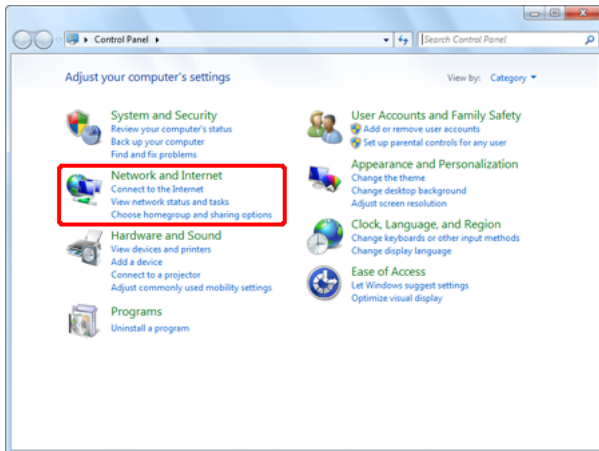 Control Panel
Search Control Panel
Adjust your computer's settings
View by: Category
System and Security
Review your computer's status
Back up your computer
Find and fix problems
Network and Internet
Connect to the Internet
View network status and tasks
Choose homegroup and sharing options
Hardware and Sound
View devices and printers
Add a device
Connect to a projector
Adjust commonly used mobility settings
Programs
Uninstall a program
User Accounts and Family Safety
Add or remove user accounts
Set up parental controls for any user
Appearance and Personalization
Change the theme
Change desktop background
Adjust screen resolution
Clock, Language, and Region
Change keyboards or other input methods
Change display language
Ease of Access
Let Windows suggest settings
Optimize visual display